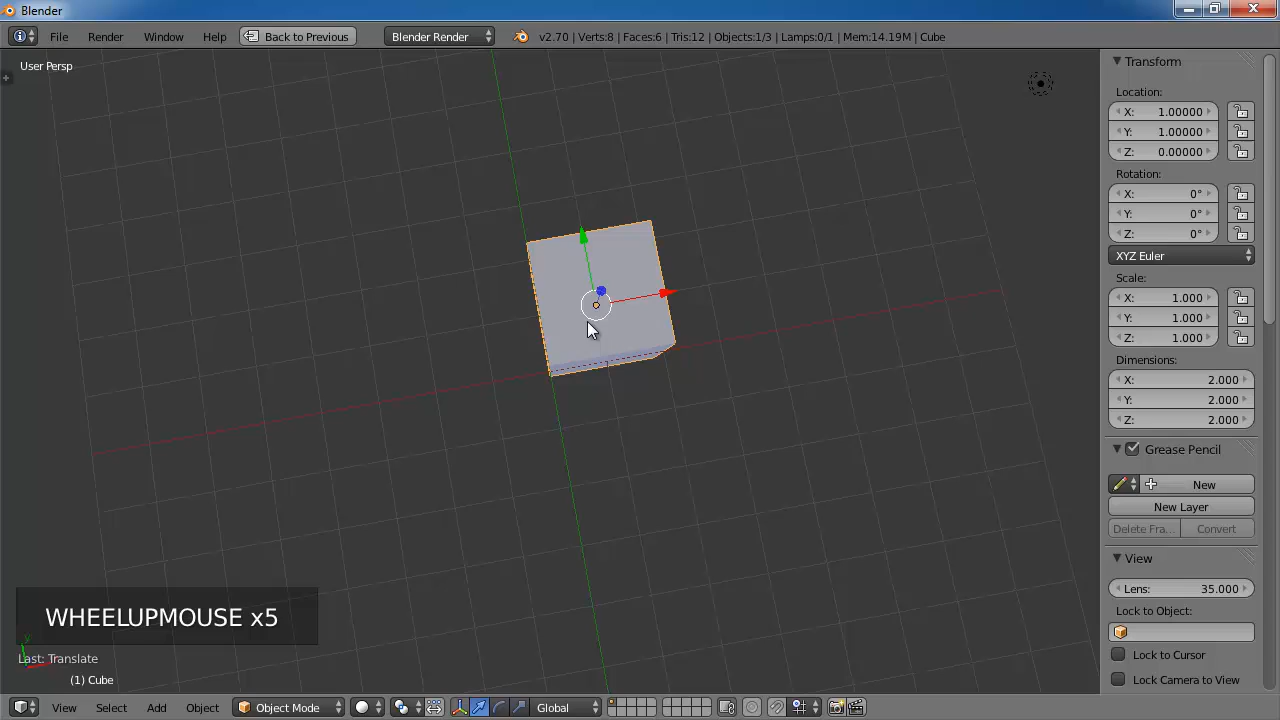 Blender
File Render Window Help Back to Previous Blender Render v2.70 | Verts:8 | Faces:6 | Tris:12 | Objects:1/3 | Lamps:0/1 | Mem:14.19M | Cube
User Persp
Transform
Location:
X: 1.00000
Y: 1.00000
Z: 0.00000
Rotation:
X: 0°
Y: 0°
Z: 0°
XYZ Euler
Scale:
X: 1.000
Y: 1.000
Z: 1.000
Dimensions:
X: 2.000
Y: 2.000
Z: 2.000
Grease Pencil
New
New Layer
Delete Fra... Convert
View
Lens: 35.000
Lock to Object:
Lock to Cursor
Lock Camera to View
WHEELUPMOUSE x5
y
Last: Translate
(1) Cube
View Select Add Object Object Mode Global